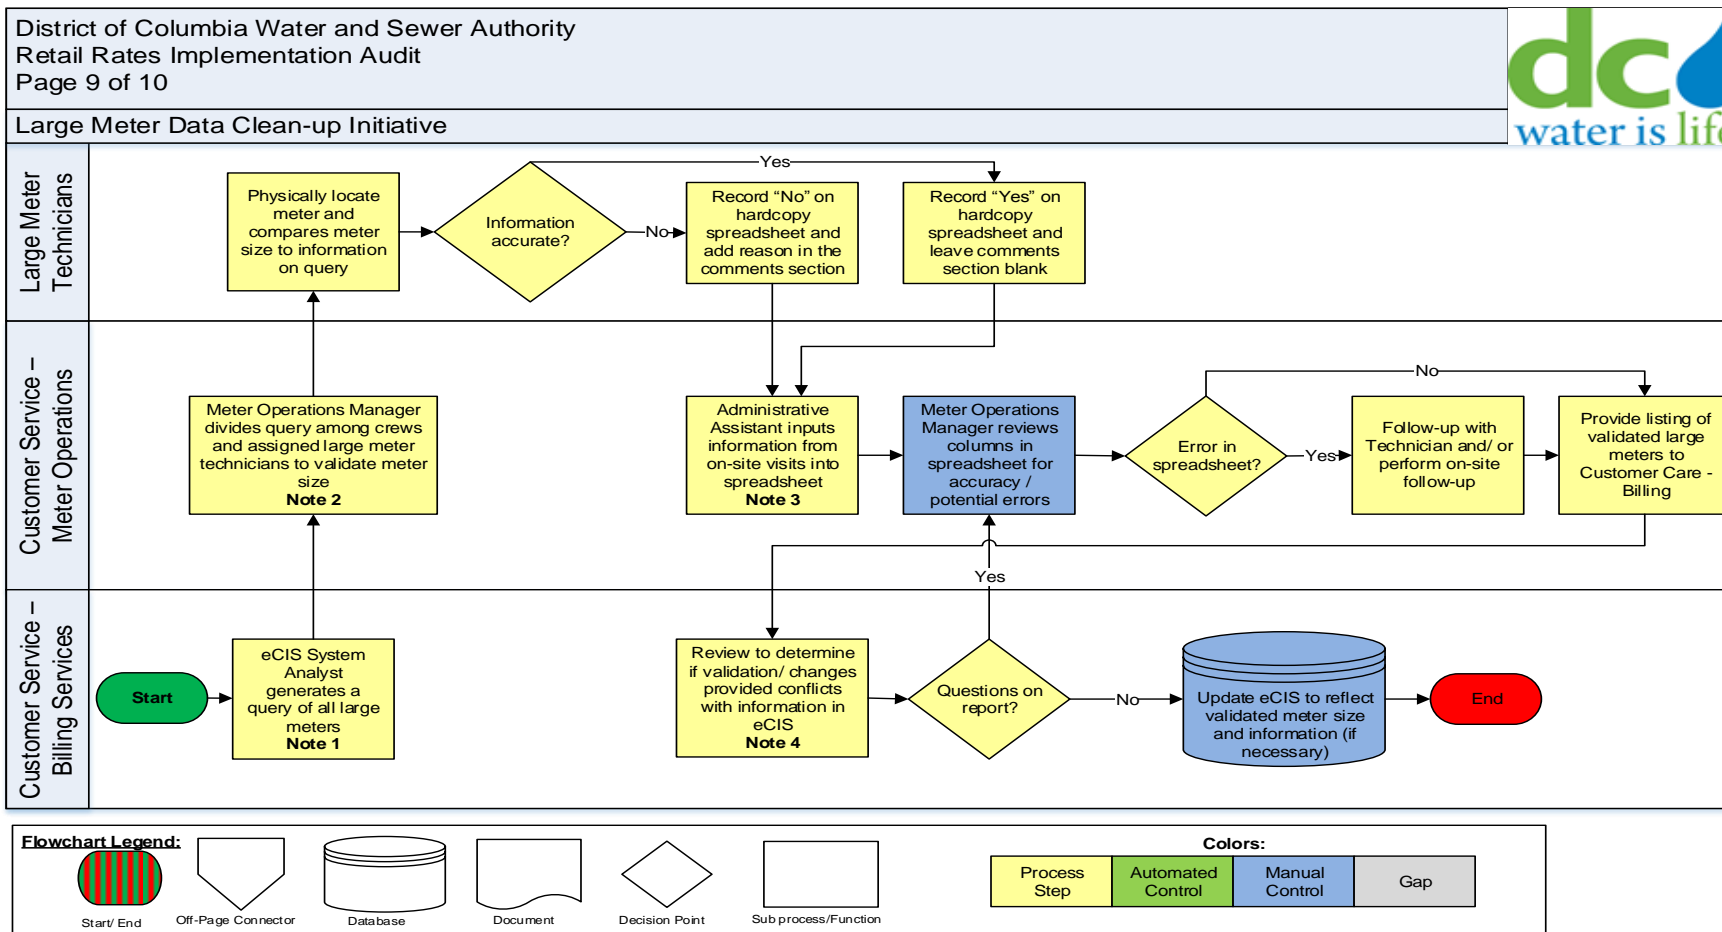 District of Columbia Water and Sewer Authority
Retail Rates Implementation Audit
Page 9 of 10
dc
water is life
Large Meter Data Clean-up Initiative
Large Meter
Technicians
Physically locate
meter and
compares meter
size to information
on query
Information
accurate?
Yes
No
Record “No” on
hardcopy
spreadsheet and
add reason in the
comments section
Record “Yes” on
hardcopy
spreadsheet and
leave comments
section blank
Customer Service –
Meter Operations
Meter Operations Manager
divides query among crews
and assigned large meter
technicians to validate meter
size
Note 2
Administrative
Assistant inputs
information from
on-site visits into
spreadsheet
Note 3
Meter Operations
Manager reviews
columns in
spreadsheet for
accuracy /
potential errors
Error in
spreadsheet?
No
Yes
Follow-up with
Technician and/ or
perform on-site
follow-up
Provide listing of
validated large
meters to
Customer Care -
Billing
Customer Service –
Billing Services
Start
eCIS System
Analyst
generates a
query of all large
meters
Note 1
Review to determine
if validation/ changes
provided conflicts
with information in
eCIS
Note 4
Questions on
report?
Yes
No
Update eCIS to reflect
validated meter size
and information (if
necessary)
End
Flowchart Legend:
Start/ End
Off-Page Connector
Database
Document
Decision Point
Sub process/Function
Colors:
Process
Step
Automated
Control
Manual
Control
Gap